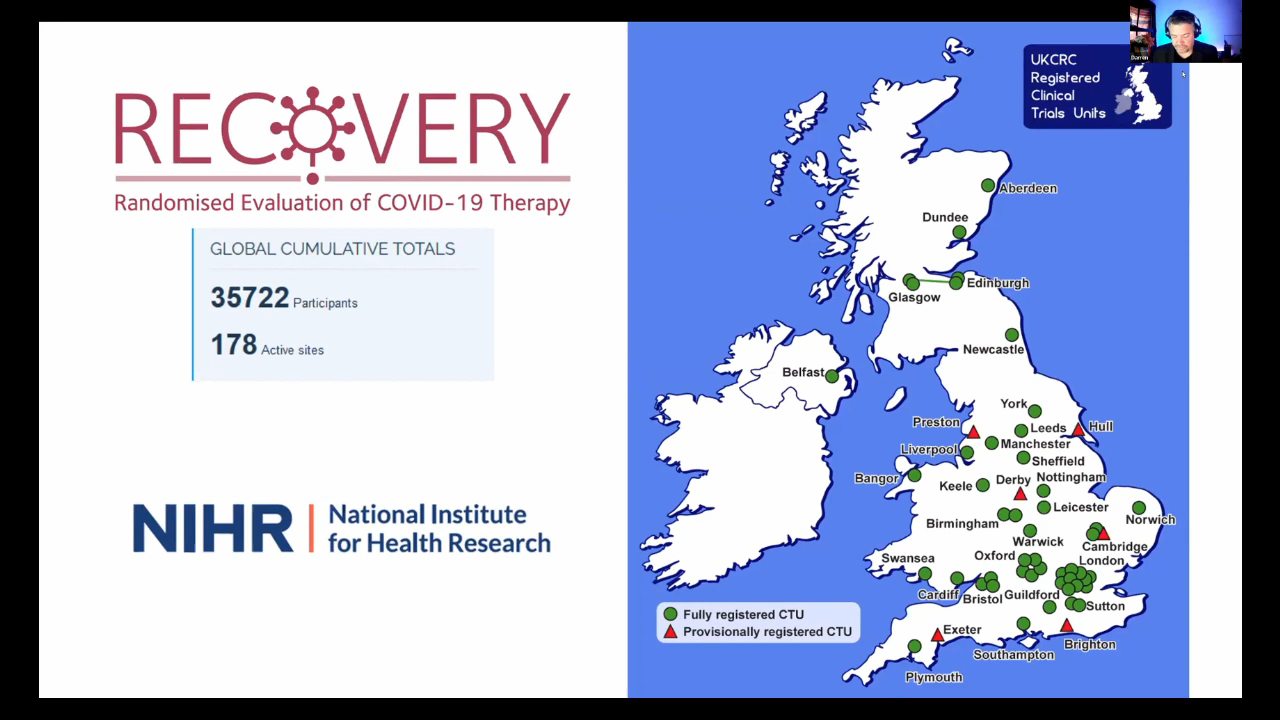 RECOVERY
Randomised Evaluation of COVID-19 Therapy
GLOBAL CUMULATIVE TOTALS
35722 Participants
178 Active sites
NIHR | National Institute
for Health Research
UKCRC
Registered
Clinical
Trials Units
Aberdeen
Dundee
Edinburgh
Glasgow
Newcastle
Belfast
York
Preston
Hull
Leeds
Manchester
Liverpool
Sheffield
Bangor
Derby
Nottingham
Keele
Leicester
Norwich
Birmingham
Warwick
Cambridge
Oxford
London
Swansea
Cardiff
Bristol
Guildford
Sutton
Fully registered CTU
Provisionally registered CTU
Exeter
Brighton
Southampton
Plymouth
Darren